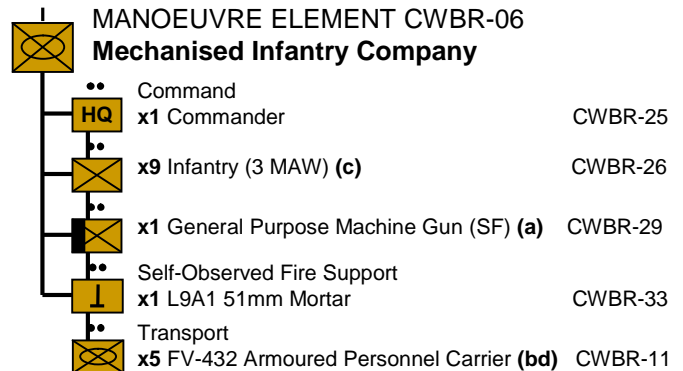 MANOEUVRE ELEMENT CWBR-06
Mechanised Infantry Company
Command
HQ x1 Commander CWBR-25
x9 Infantry (3 MAW) (c) CWBR-26
x1 General Purpose Machine Gun (SF) (a) CWBR-29
Self-Observed Fire Support
x1 L9A1 51mm Mortar CWBR-33
Transport
x5 FV-432 Armoured Personnel Carrier (bd) CWBR-11